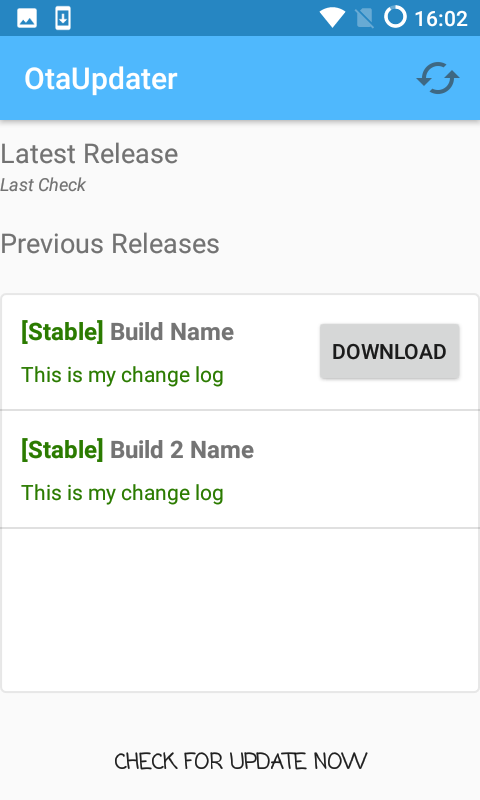 16:02
OtaUpdater
Latest Release
Last Check
Previous Releases
[Stable] Build Name
DOWNLOAD
This is my change log
[Stable] Build 2 Name
This is my change log
CHECK FOR UPDATE NOW